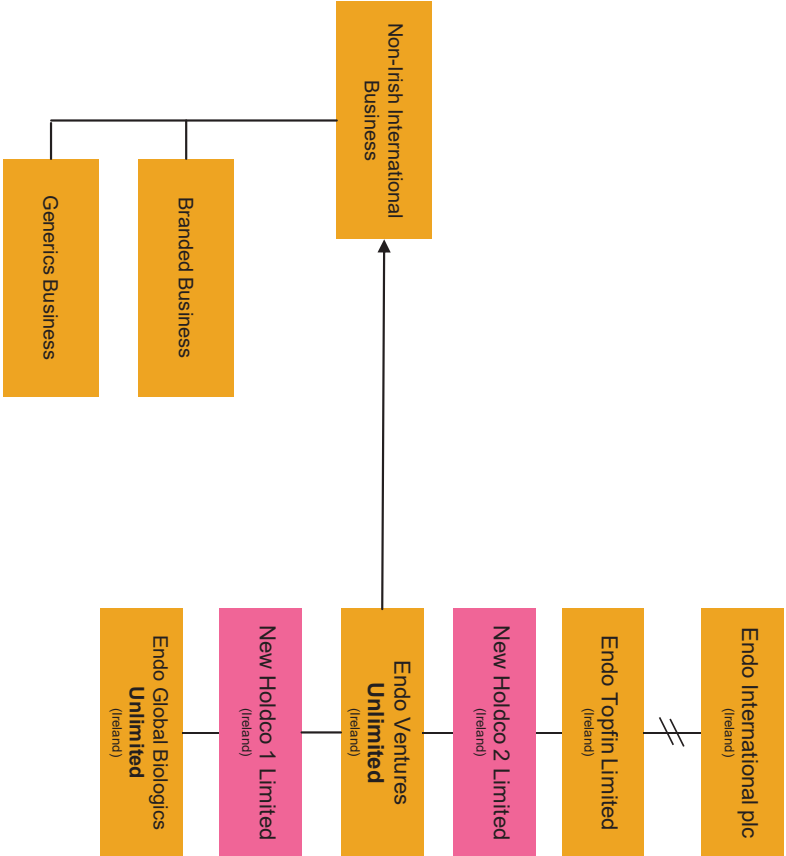 Endo International plc
(Ireland)
Endo Topfin Limited
(Ireland)
New Holdco 2 Limited
(Ireland)
Endo Ventures
Unlimited
(Ireland)
New Holdco 1 Limited
(Ireland)
Endo Global Biologics
Unlimited
(Ireland)
Non-Irish International
Business
Branded Business
Generics Business